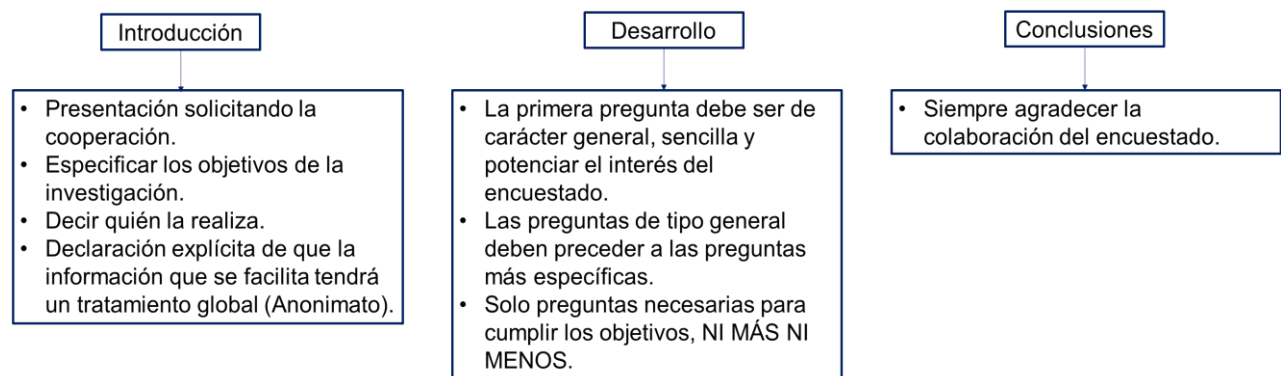 Introducción
• Presentación solicitando la
cooperación.
• Especificar los objetivos de la
investigación.
• Decir quién la realiza.
• Declaración explícita de que la
información que se facilita tendrá
un tratamiento global (Anonimato).
Desarrollo
• La primera pregunta debe ser de
carácter general, sencilla y
potenciar el interés del
encuestado.
• Las preguntas de tipo general
deben preceder a las preguntas
más específicas.
• Solo preguntas necesarias para
cumplir los objetivos, NI MÁS NI
MENOS.
Conclusiones
• Siempre agradecer la
colaboración del encuestado.